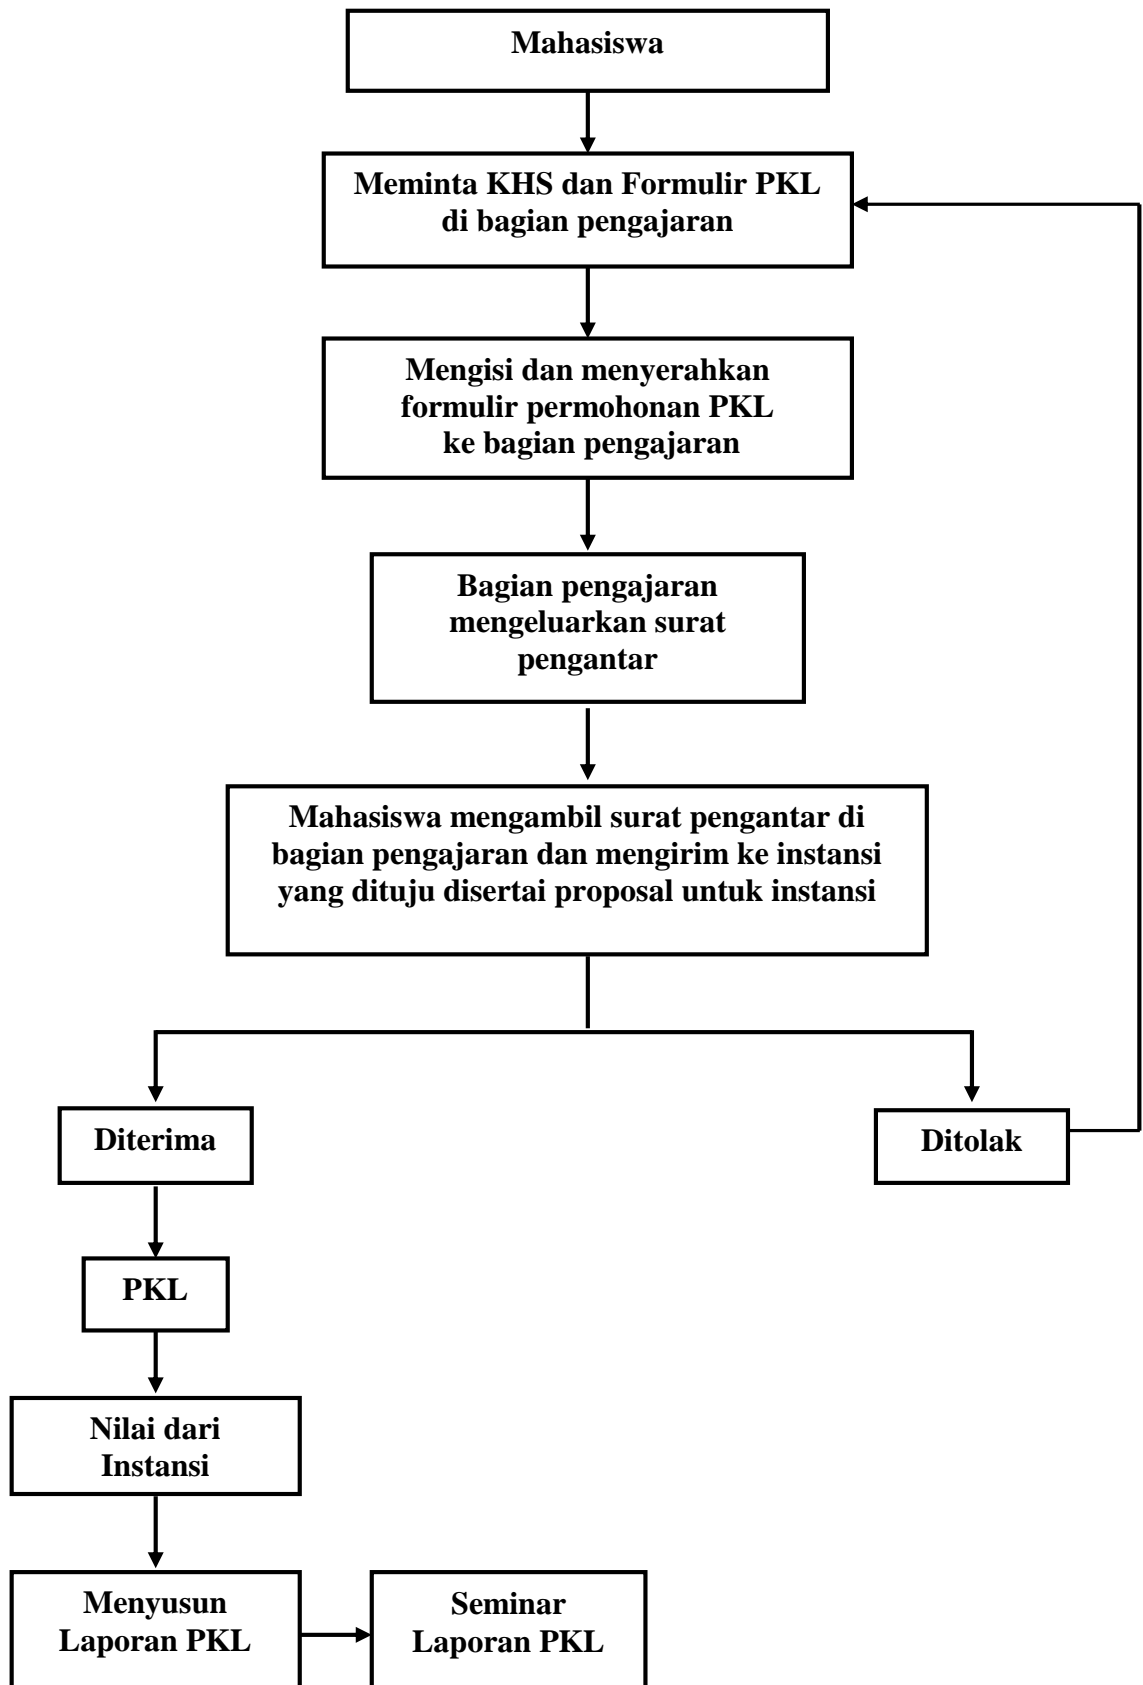 Mahasiswa
Meminta KHS dan Formulir PKL
di bagian pengajaran
Mengisi dan menyerahkan
formulir permohonan PKL
ke bagian pengajaran
Bagian pengajaran
mengeluarkan surat
pengantar
Mahasiswa mengambil surat pengantar di
bagian pengajaran dan mengirim ke instansi
yang dituju disertai proposal untuk instansi
Diterima
Ditolak
PKL
Nilai dari
Instansi
Menyusun
Laporan PKL
Seminar
Laporan PKL